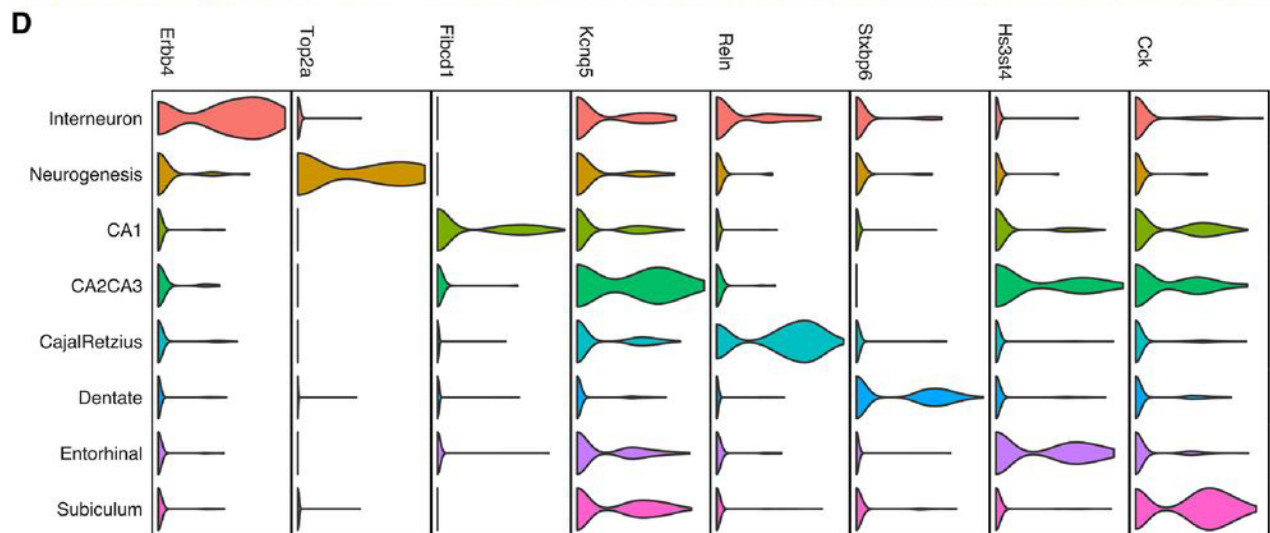 D
Erbb4
Top2a
Fibcd1
Kcnq5
Reln
Stxbp6
Hs3st4
Cck
Interneuron
Neurogenesis
CA1
CA2CA3
CajalRetzius
Dentate
Entorhinal
Subiculum